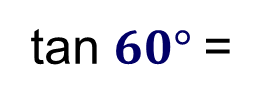 tan 60° =